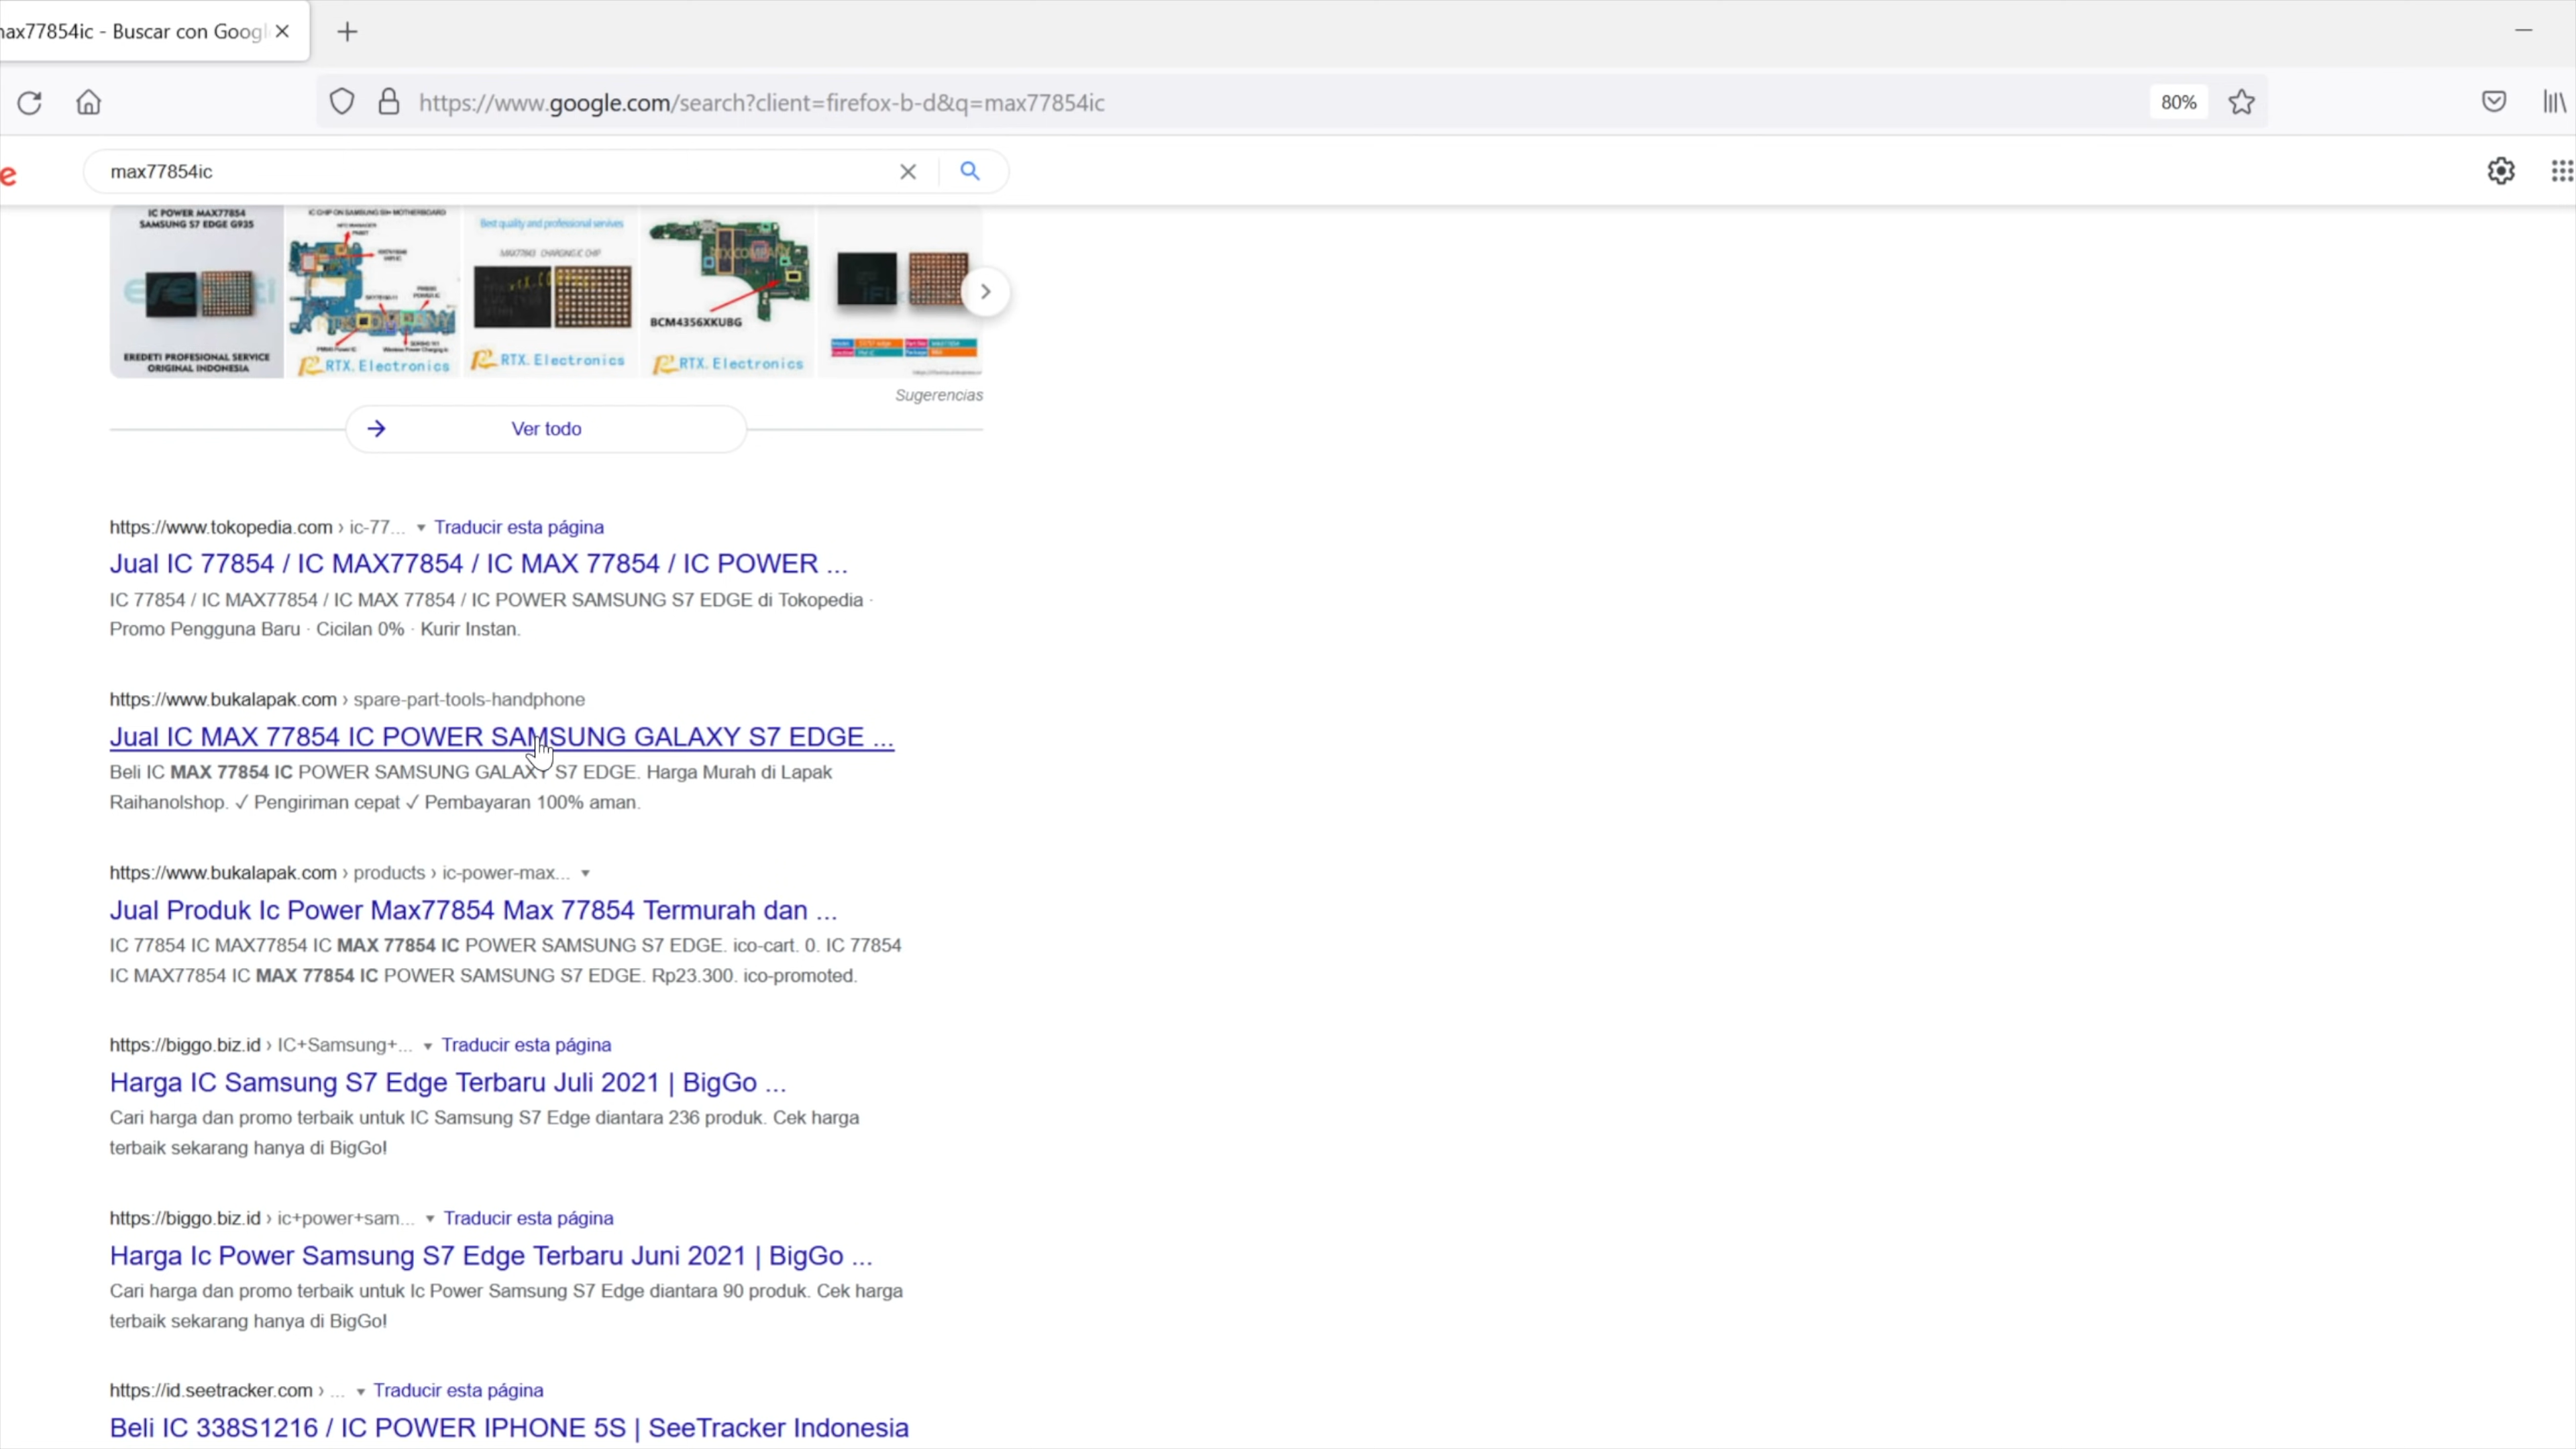 max77854ic - Buscar con Googl
https://www.google.com/search?client=firefox-b-d&q=max77854ic
80%
e
max77854ic
IC POWER MAX77854
SAMSUNG S7 EDGE G935
EREDETI PROFESIONAL SERVICE
ORIGINAL INDONESIA
RTX.Electronics
Best quality and professional servives
RTX.Electronics
BCM4356XKUBG
RTX.Electronics
Sugerencias
Ver todo
https://www.tokopedia.com › ic-77... Traducir esta página
Jual IC 77854 / IC MAX77854 / IC MAX 77854 / IC POWER ...
IC 77854 / IC MAX77854 / IC MAX 77854 / IC POWER SAMSUNG S7 EDGE di Tokopedia ·
Promo Pengguna Baru · Cicilan 0% · Kurir Instan.
https://www.bukalapak.com › spare-part-tools-handphone
Jual IC MAX 77854 IC POWER SAMSUNG GALAXY S7 EDGE ...
Beli IC MAX 77854 IC POWER SAMSUNG GALAXY S7 EDGE. Harga Murah di Lapak
Raihanolshop. ✓ Pengiriman cepat ✓ Pembayaran 100% aman.
https://www.bukalapak.com › products › ic-power-max...
Jual Produk Ic Power Max77854 Max 77854 Termurah dan ...
IC 77854 IC MAX77854 IC MAX 77854 IC POWER SAMSUNG S7 EDGE. ico-cart. 0. IC 77854
IC MAX77854 IC MAX 77854 IC POWER SAMSUNG S7 EDGE. Rp23.300. ico-promoted.
https://biggo.biz.id › IC+Samsung+... Traducir esta página
Harga IC Samsung S7 Edge Terbaru Juli 2021 | BigGo ...
Cari harga dan promo terbaik untuk IC Samsung S7 Edge diantara 236 produk. Cek harga
terbaik sekarang hanya di BigGo!
https://biggo.biz.id › ic+power+sam... Traducir esta página
Harga Ic Power Samsung S7 Edge Terbaru Juni 2021 | BigGo ...
Cari harga dan promo terbaik untuk Ic Power Samsung S7 Edge diantara 90 produk. Cek harga
terbaik sekarang hanya di BigGo!
https://id.seetracker.com › ... Traducir esta página
Beli IC 338S1216 / IC POWER IPHONE 5S | SeeTracker Indonesia